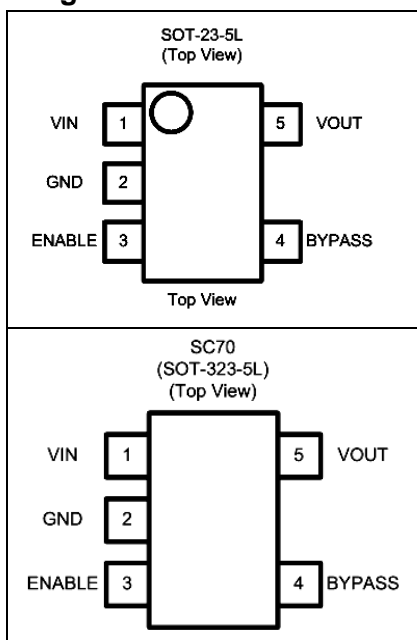 SOT-23-5L
(Top View)
VIN 1 5 VOUT
GND 2
ENABLE 3 4 BYPASS
Top View
SC70
(SOT-323-5L)
(Top View)
VIN 1 5 VOUT
GND 2
ENABLE 3 4 BYPASS